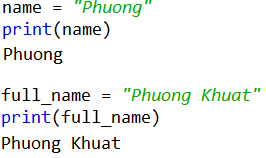 name = "Phuong"
print(name)
Phuong
full_name = "Phuong Khuat"
print(full_name)
Phuong Khuat